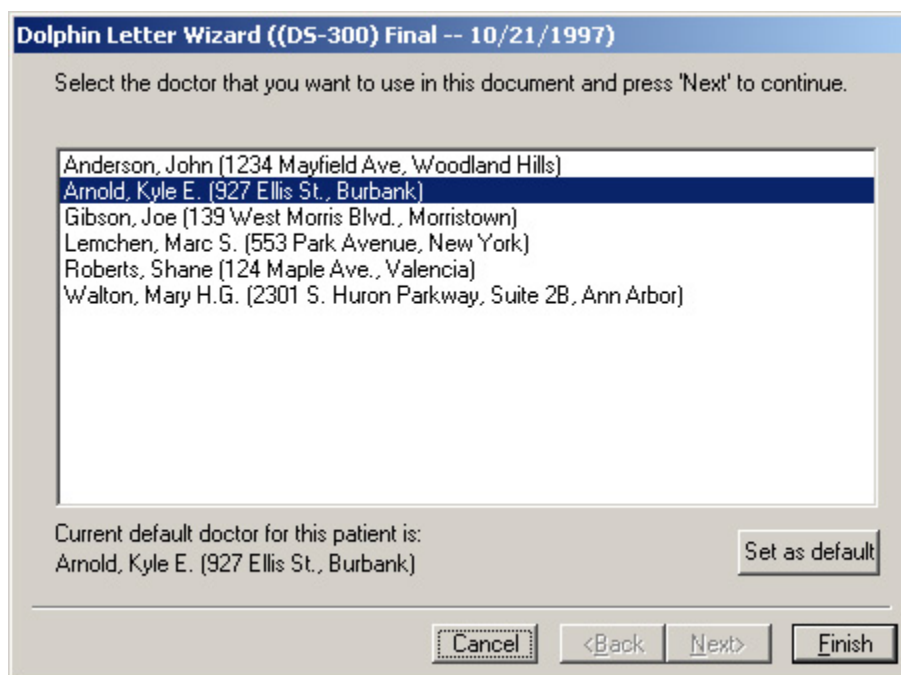 Dolphin Letter Wizard ((DS-300) Final -- 10/21/1997)
Select the doctor that you want to use in this document and press 'Next' to continue.
Anderson, John (1234 Mayfield Ave, Woodland Hills)
Arnold, Kyle E. (927 Ellis St., Burbank)
Gibson, Joe (139 West Morris Blvd., Morristown)
Lemchen, Marc S. (553 Park Avenue, New York)
Roberts, Shane (124 Maple Ave., Valencia)
Walton, Mary H.G. (2301 S. Huron Parkway, Suite 2B, Ann Arbor)
Current default doctor for this patient is:
Arnold, Kyle E. (927 Ellis St., Burbank)
Set as default
Cancel <Back Next> Finish